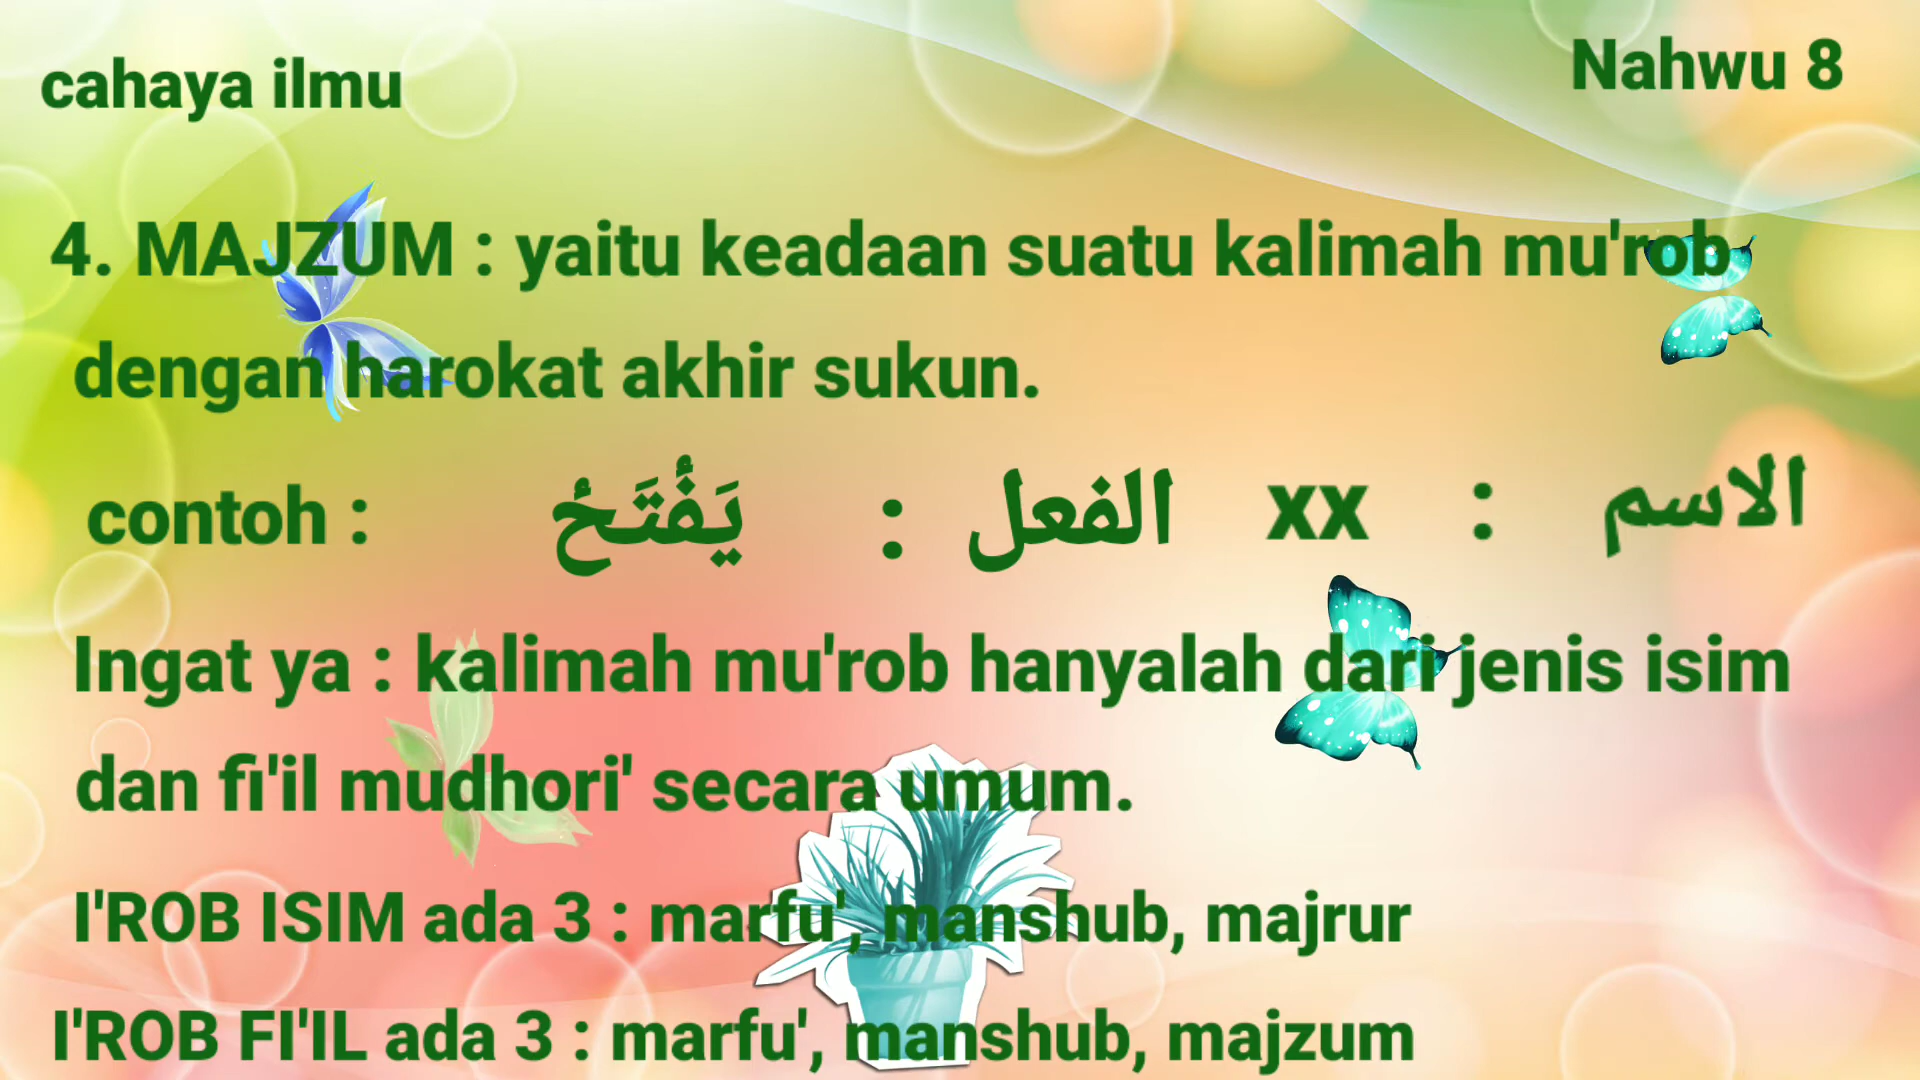 cahaya ilmu
Nahwu 8
4. MAJZUM : yaitu keadaan suatu kalimah mu'rob
dengan harokat akhir sukun.
contoh : يَفْتَحْ : الفعل xx : الاسم
Ingat ya : kalimah mu'rob hanyalah dari jenis isim
dan fi'il mudhori' secara umum.
I'ROB ISIM ada 3 : marfu', manshub, majrur
I'ROB FI'IL ada 3 : marfu', manshub, majzum